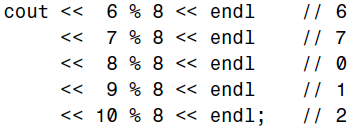 cout <<  6 % 8 << endl    // 6
     <<  7 % 8 << endl    // 7
     <<  8 % 8 << endl    // 0
     <<  9 % 8 << endl    // 1
     << 10 % 8 << endl;   // 2